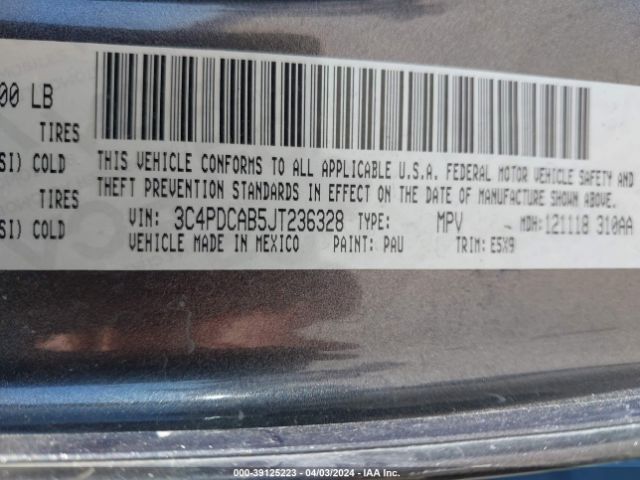 00 LB
TIRES
SI) COLD
TIRES
SI) COLD
THIS VEHICLE CONFORMS TO ALL APPLICABLE U.S.A. FEDERAL MOTOR VEHICLE SAFETY AND
THEFT PREVENTION STANDARDS IN EFFECT ON THE DATE OF MANUFACTURE SHOWN ABOVE.
VIN: 3C4PDCAB5JT236328 TYPE: MPV - MDH: 121118 310AA
VEHICLE MADE IN MEXICO PAINT: PAU TRIM: E5X9
000-39125223 - 04/03/2024 - IAA Inc.